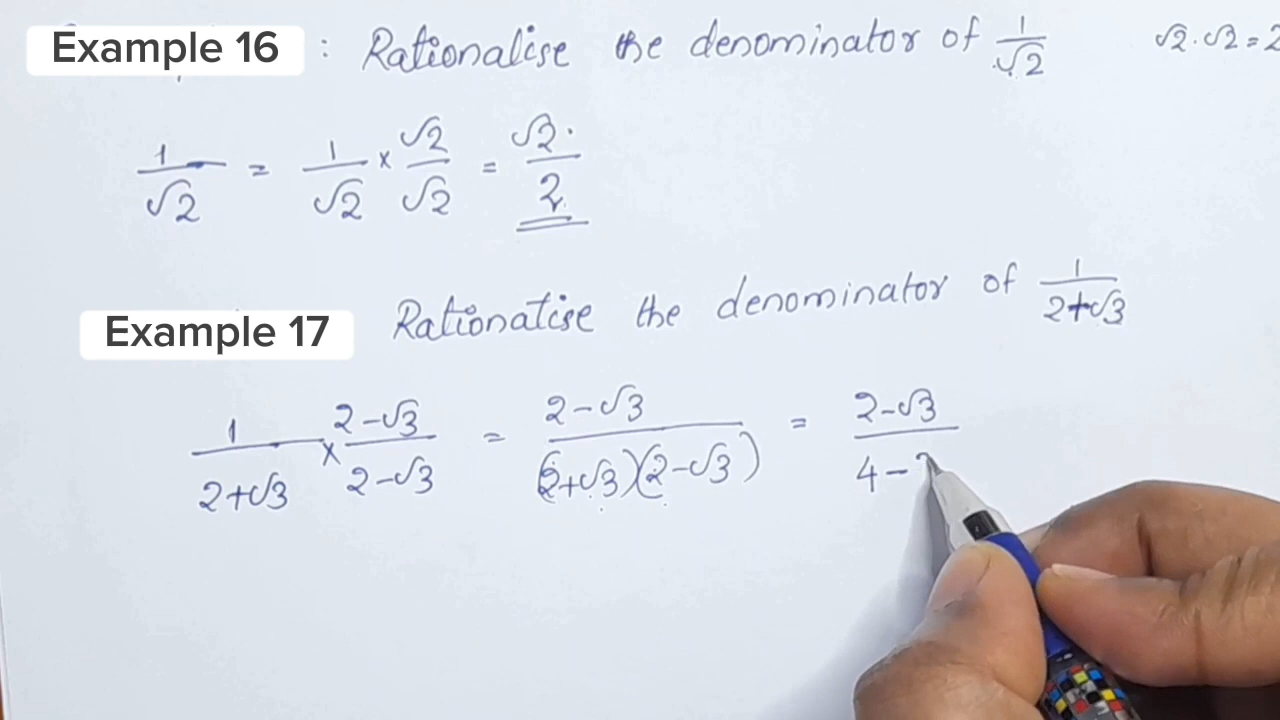 Example 16 : Rationalise the denominator of 1/√2 √2·√2 = 2
1/√2 = 1/√2 × √2/√2 = √2/2
Example 17 Rationalise the denominator of 1/2+√3
1/2+√3 × 2-√3/2-√3 = 2-√3/(2+√3)(2-√3) = 2-√3/4-